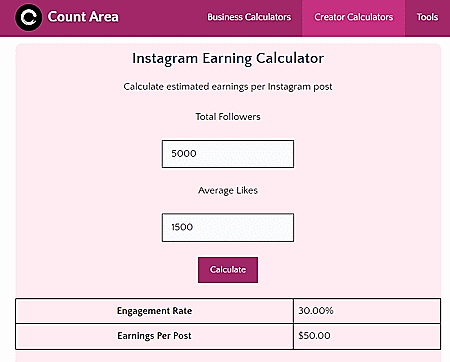 Count Area
Business Calculators Creator Calculators Tools
Instagram Earning Calculator
Calculate estimated earnings per Instagram post
Total Followers
5000
Average Likes
1500
Calculate
Engagement Rate 30.00%
Earnings Per Post $50.00